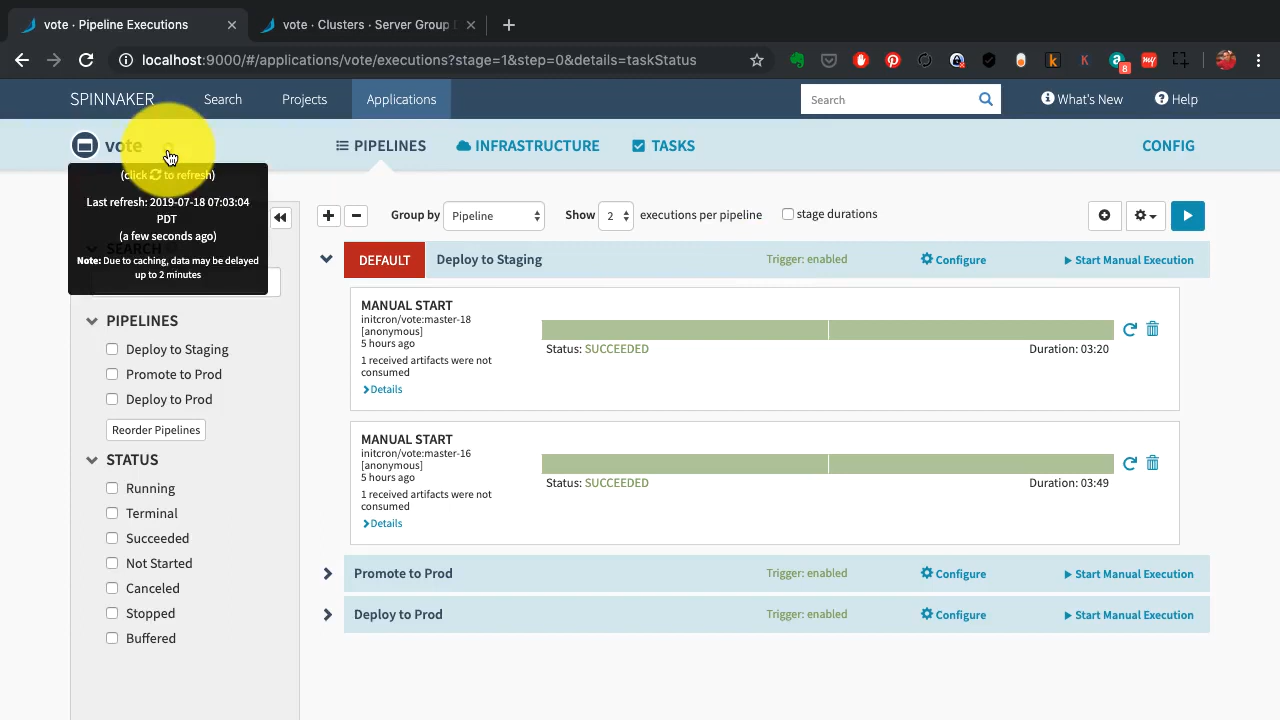 vote · Pipeline Executions
vote · Clusters · Server Group
localhost:9000/#/applications/vote/executions?stage=1&step=0&details=taskStatus
8
SPINNAKER
Search
Projects
Applications
Search
What's New
Help
vote
PIPELINES
INFRASTRUCTURE
TASKS
CONFIG
(click to refresh)
Last refresh: 2019-07-18 07:03:04
PDT
(a few seconds ago)
Note: Due to caching, data may be delayed
up to 2 minutes
SEARCH
Group by
Pipeline
Show
2
executions per pipeline
stage durations
PIPELINES
Deploy to Staging
Promote to Prod
Deploy to Prod
Reorder Pipelines
STATUS
Running
Terminal
Succeeded
Not Started
Canceled
Stopped
Buffered
DEFAULT
Deploy to Staging
Trigger: enabled
Configure
Start Manual Execution
MANUAL START
initcron/vote:master-18
[anonymous]
5 hours ago
1 received artifacts were not
consumed
Details
Status: SUCCEEDED
Duration: 03:20
MANUAL START
initcron/vote:master-16
[anonymous]
5 hours ago
1 received artifacts were not
consumed
Details
Status: SUCCEEDED
Duration: 03:49
Promote to Prod
Trigger: enabled
Configure
Start Manual Execution
Deploy to Prod
Trigger: enabled
Configure
Start Manual Execution